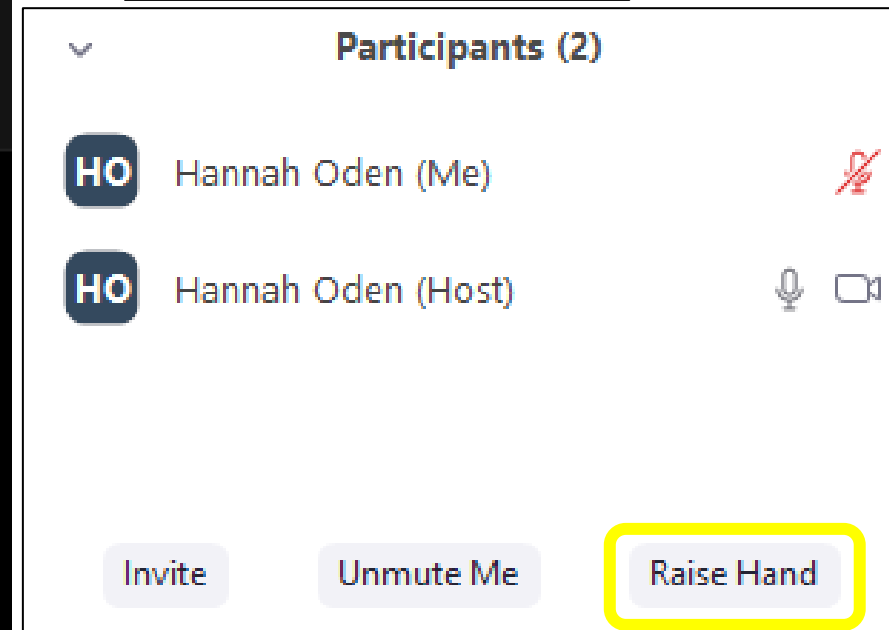 Participants (2)
HO Hannah Oden (Me)
HO Hannah Oden (Host)
Invite Unmute Me Raise Hand